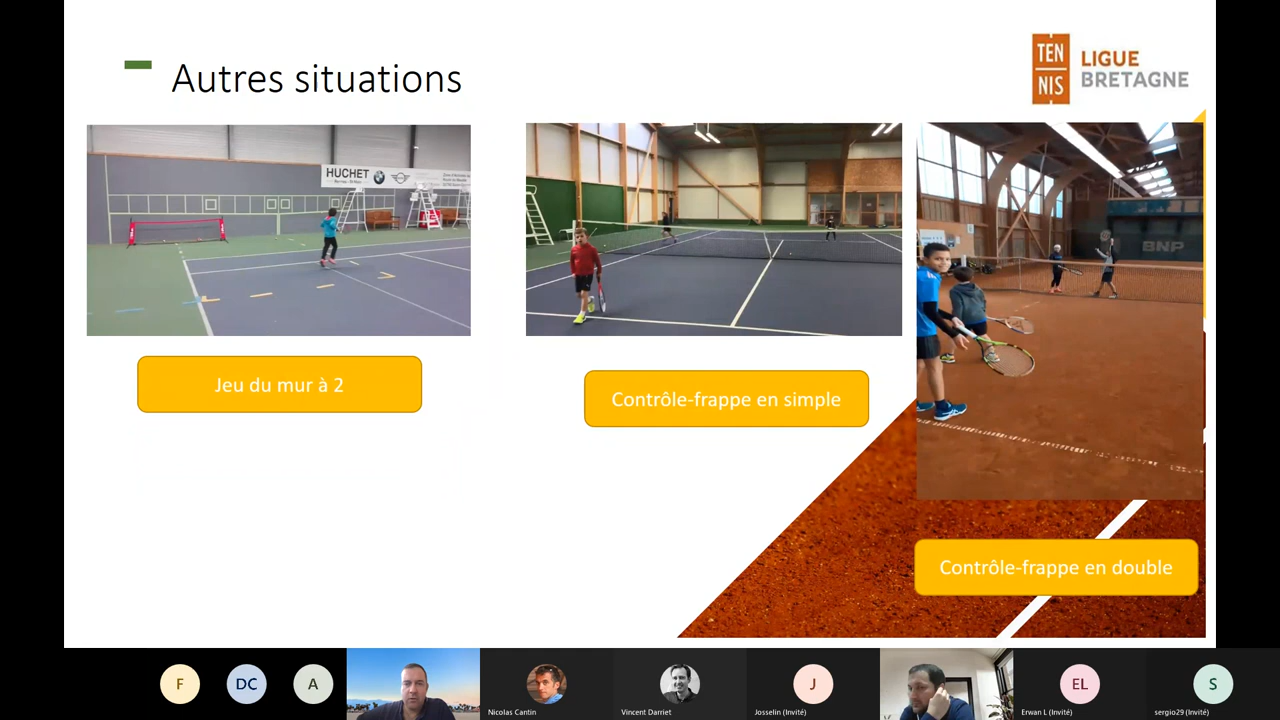 Autres situations
TEN
NIS
LIGUE
BRETAGNE
HUCHET
BNP
Jeu du mur à 2
Contrôle-frappe en simple
Contrôle-frappe en double
F
DC
A
Nicolas Cantin
Vincent Darriet
J
Josselin (Invité)
EL
Erwan L (Invité)
S
sergio29 (Invité)